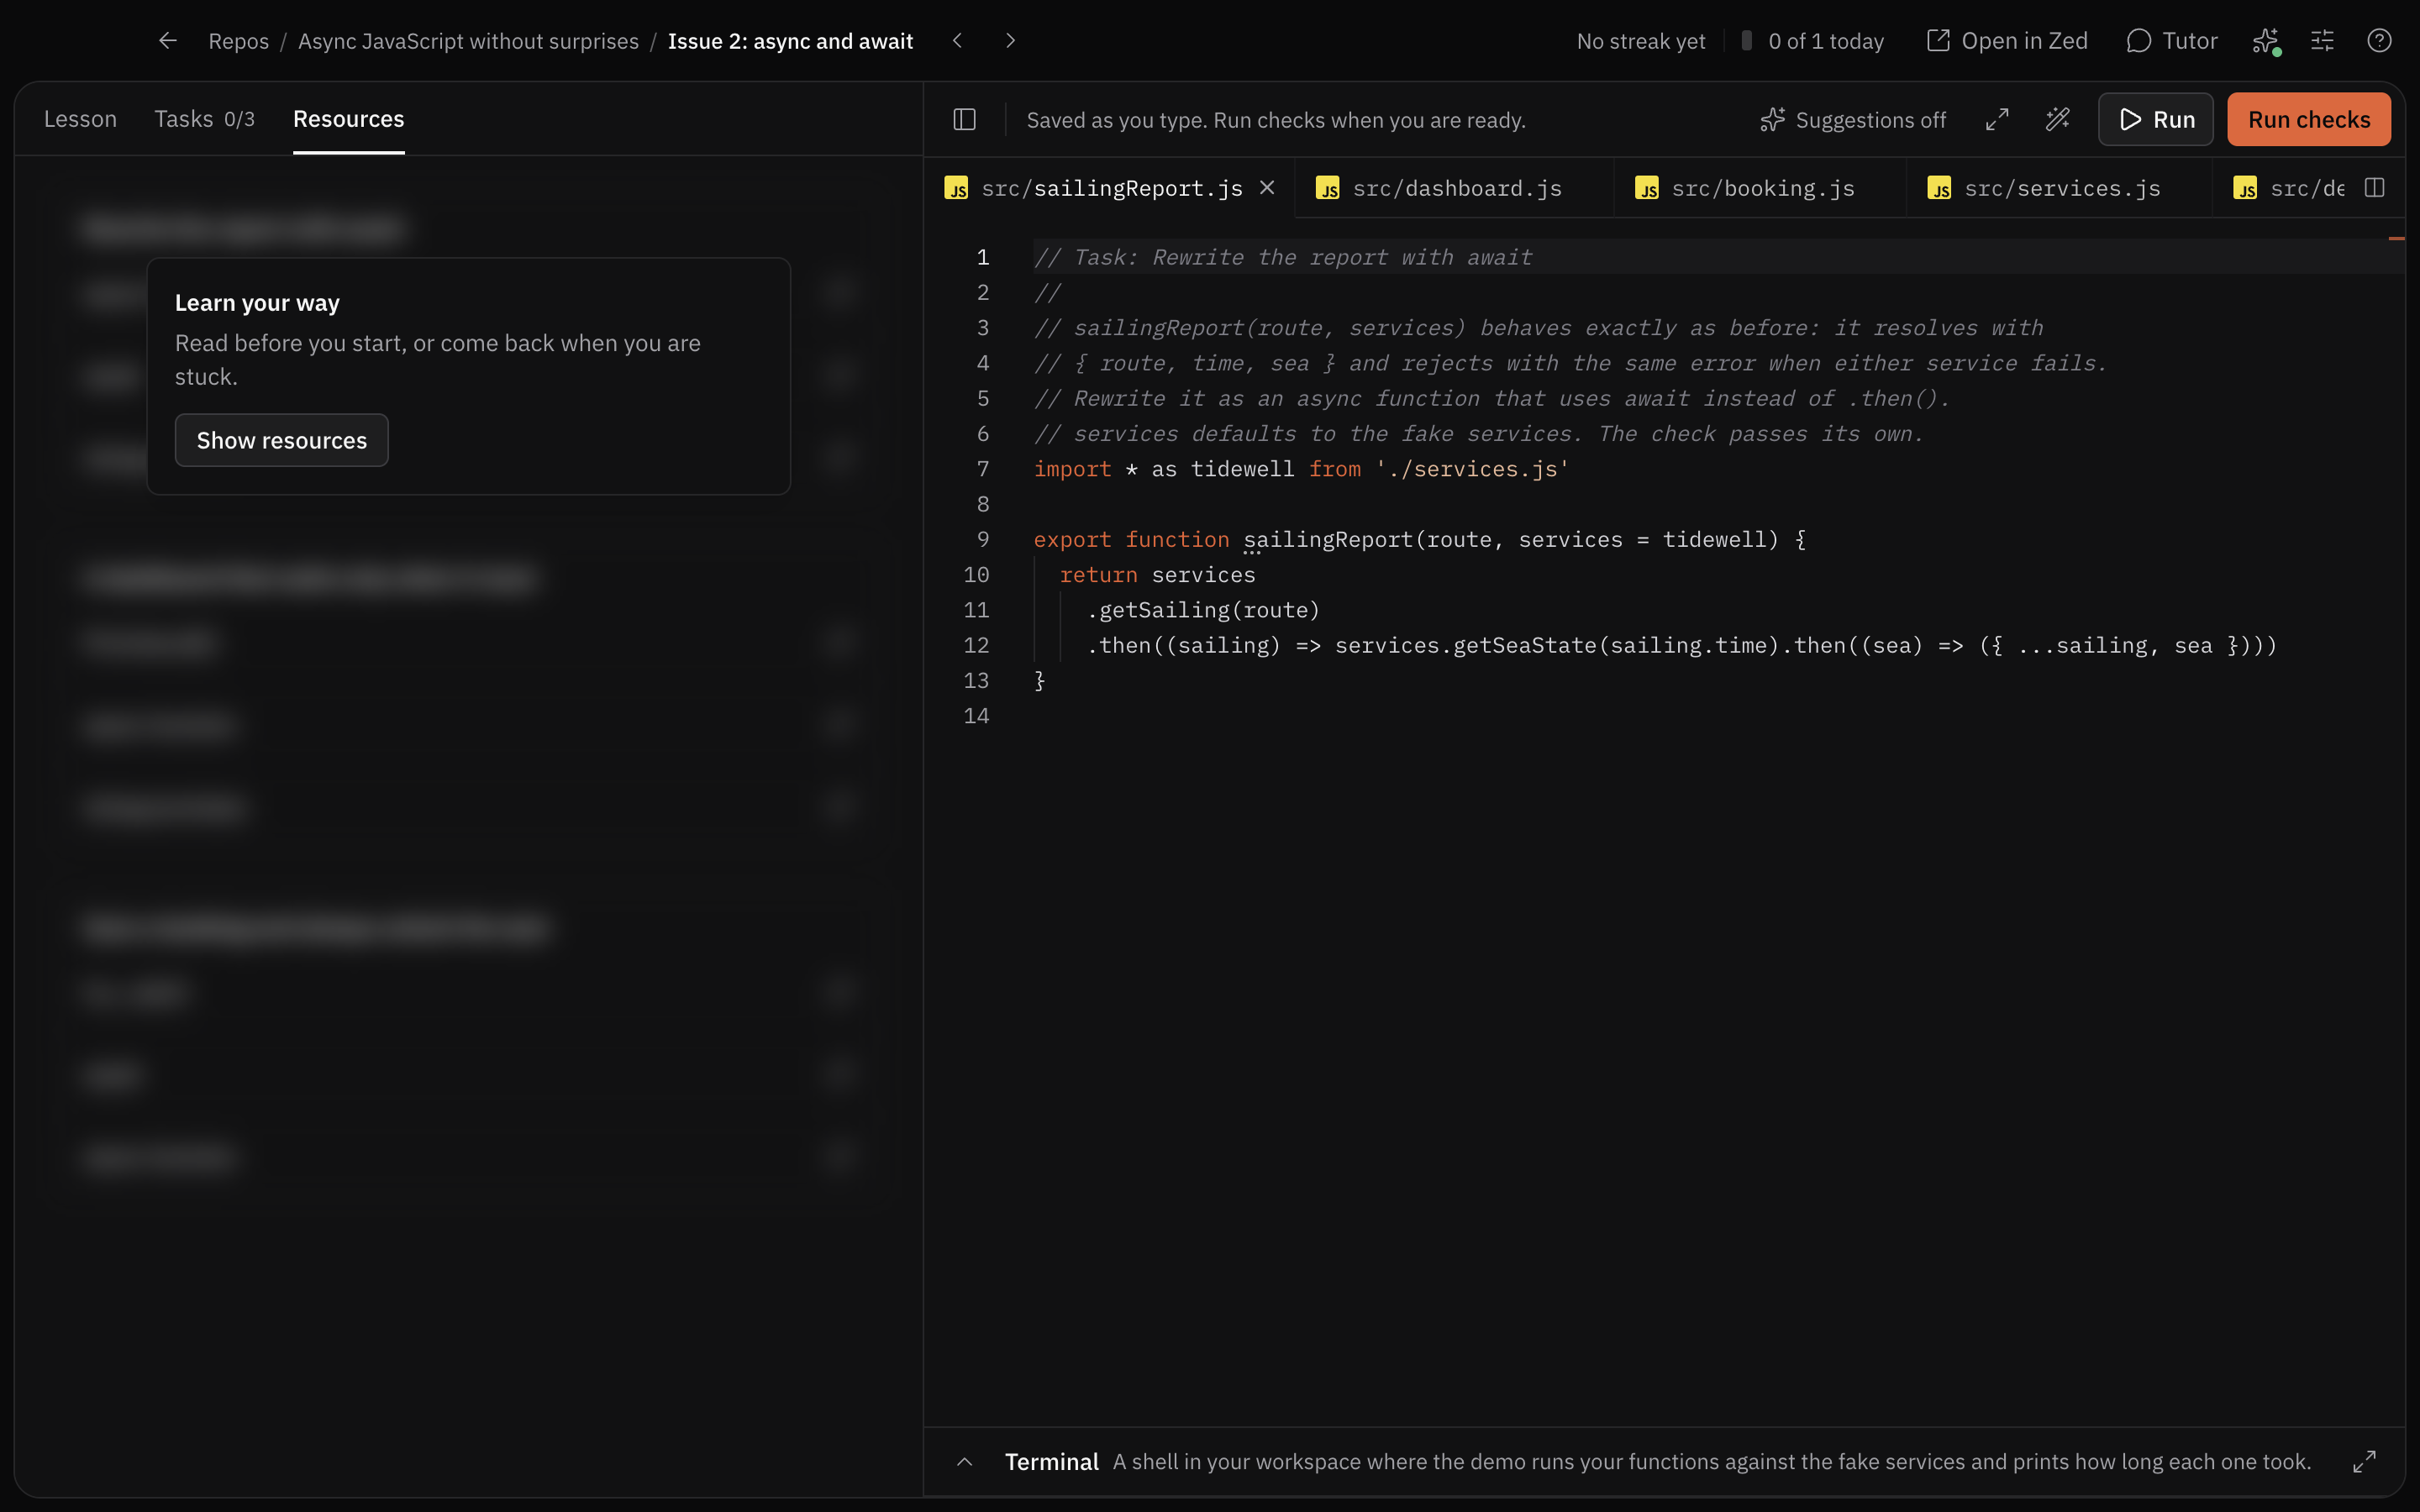 Repos / Async JavaScript without surprises / Issue 2: async and await
No streak yet
0 of 1 today
Open in Zed
Tutor
Lesson
Tasks 0/3
Resources
Learn your way
Read before you start, or come back when you are
stuck.
Show resources
Saved as you type. Run checks when you are ready.
Suggestions off
Run
Run checks
JS src/sailingReport.js
JS src/dashboard.js
JS src/booking.js
JS src/services.js
JS src/de
1 // Task: Rewrite the report with await
2 //
3 // sailingReport(route, services) behaves exactly as before: it resolves with
4 // { route, time, sea } and rejects with the same error when either service fails.
5 // Rewrite it as an async function that uses await instead of .then().
6 // services defaults to the fake services. The check passes its own.
7 import * as tidewell from './services.js'
8
9 export function sailingReport(route, services = tidewell) {
10 return services
11 .getSailing(route)
12 .then((sailing) => services.getSeaState(sailing.time).then((sea) => ({ ...sailing, sea })))
13 }
14
Terminal A shell in your workspace where the demo runs your functions against the fake services and prints how long each one took.